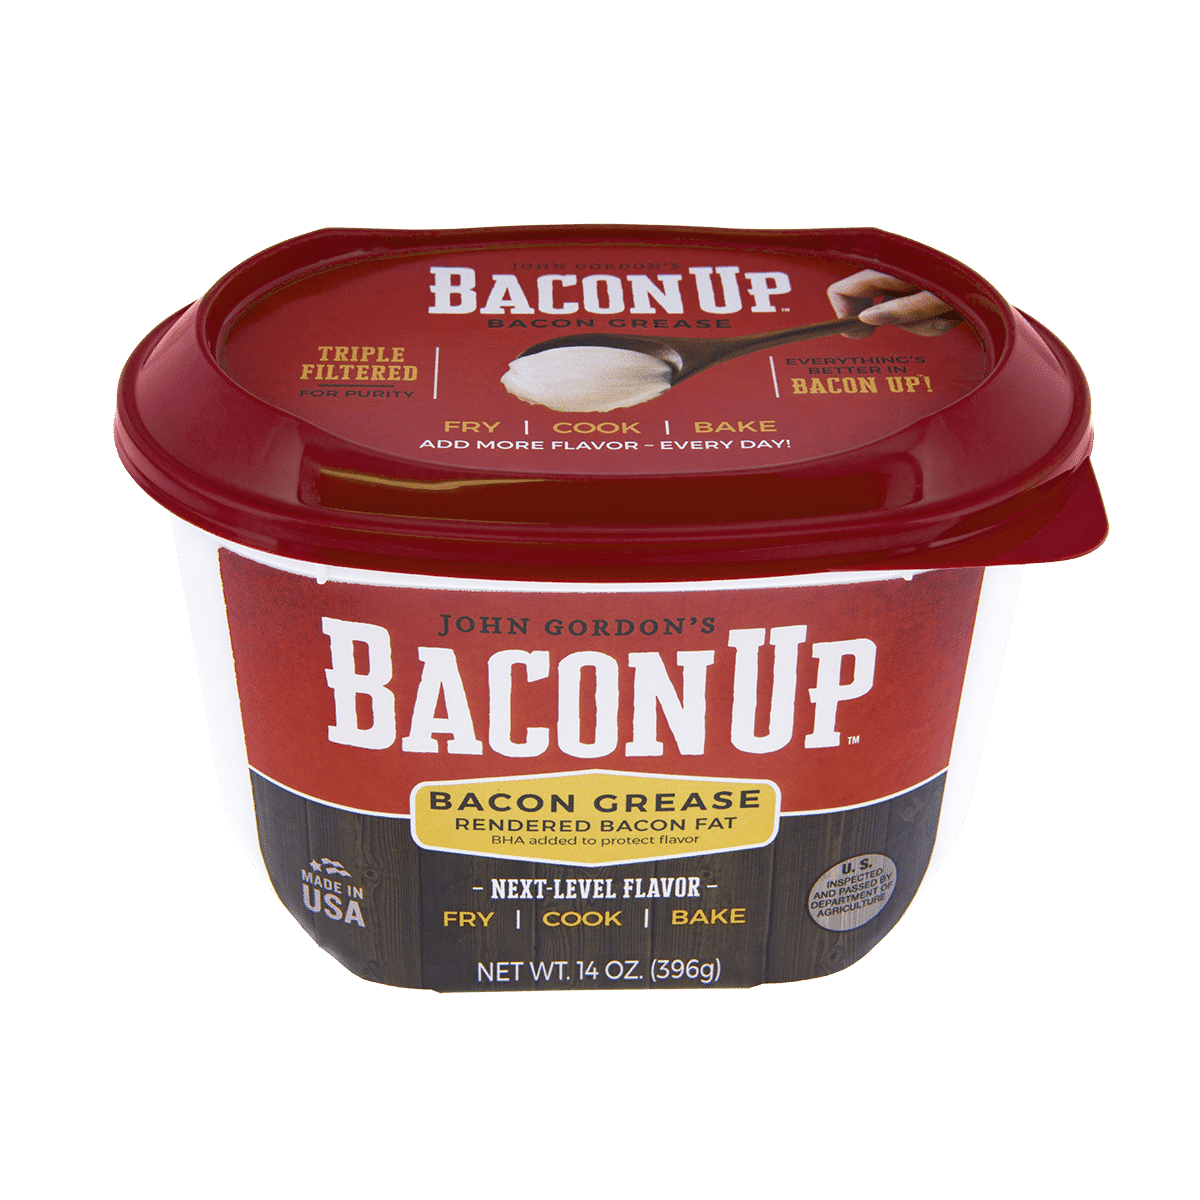 JOHN GORDON'S
BACON UP™
BACON GREASE
TRIPLE
FILTERED
FOR PURITY
EVERYTHING'S
BETTER IN
BACON UP™!
FRY | COOK | BAKE
ADD MORE FLAVOR – EVERY DAY!
JOHN GORDON'S
BACON UP™
BACON GREASE
RENDERED BACON FAT
BHA added to protect flavor
MADE IN
USA
– NEXT-LEVEL FLAVOR –
FRY | COOK | BAKE
U. S.
INSPECTED
AND PASSED BY
DEPARTMENT OF
AGRICULTURE
NET WT. 14 OZ. (396g)